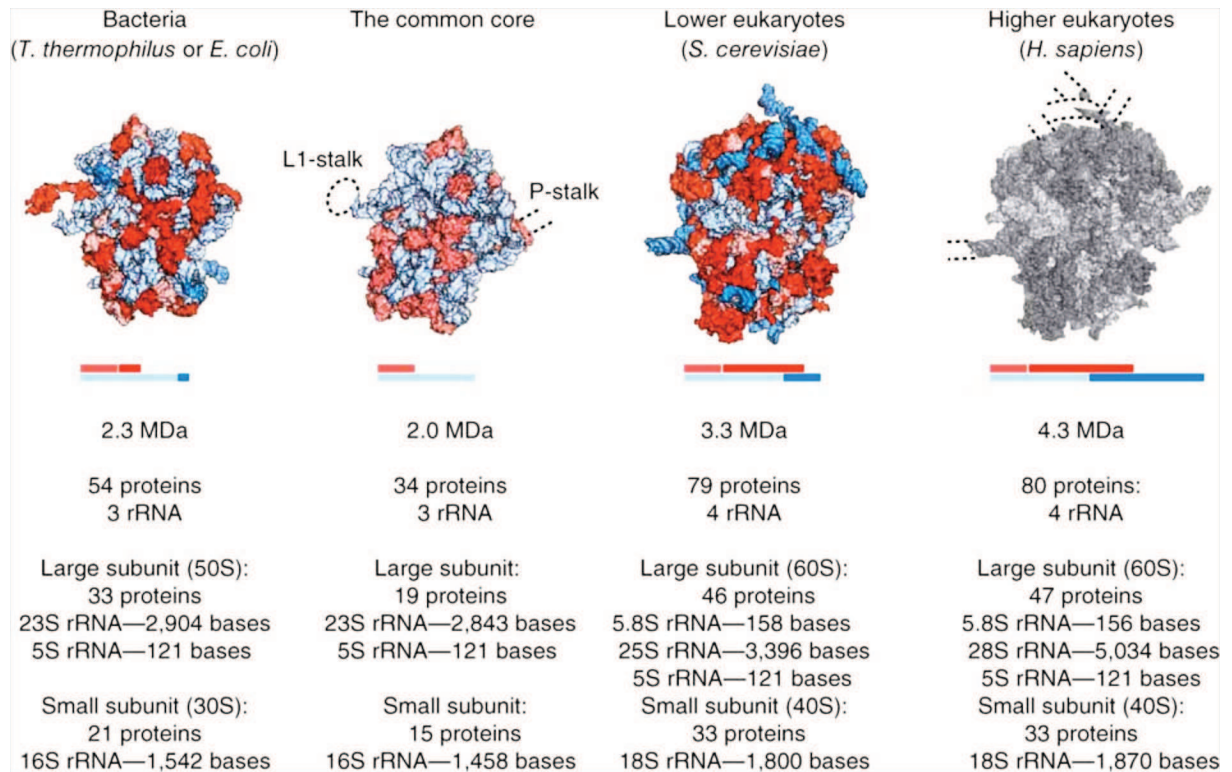 Bacteria
(T. thermophilus or E. coli)
The common core
Lower eukaryotes
(S. cerevisiae)
Higher eukaryotes
(H. sapiens)
L1-stalk
P-stalk
2.3 MDa
2.0 MDa
3.3 MDa
4.3 MDa
54 proteins
3 rRNA
34 proteins
3 rRNA
79 proteins
4 rRNA
80 proteins:
4 rRNA
Large subunit (50S):
33 proteins
23S rRNA—2,904 bases
5S rRNA—121 bases
Large subunit:
19 proteins
23S rRNA—2,843 bases
5S rRNA—121 bases
Large subunit (60S):
46 proteins
5.8S rRNA—158 bases
25S rRNA—3,396 bases
5S rRNA—121 bases
Large subunit (60S):
47 proteins
5.8S rRNA—156 bases
28S rRNA—5,034 bases
5S rRNA—121 bases
Small subunit (30S):
21 proteins
16S rRNA—1,542 bases
Small subunit:
15 proteins
16S rRNA—1,458 bases
Small subunit (40S):
33 proteins
18S rRNA—1,800 bases
Small subunit (40S):
33 proteins
18S rRNA—1,870 bases